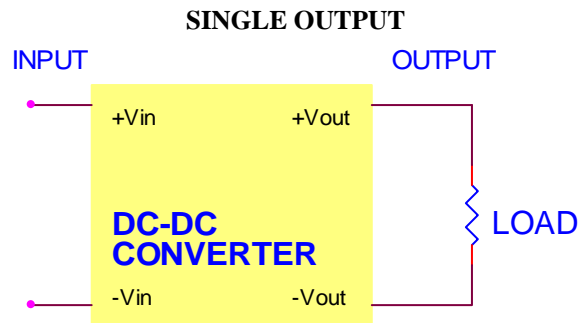 SINGLE OUTPUT
INPUT OUTPUT
+Vin +Vout
DC-DC
CONVERTER
LOAD
-Vin -Vout